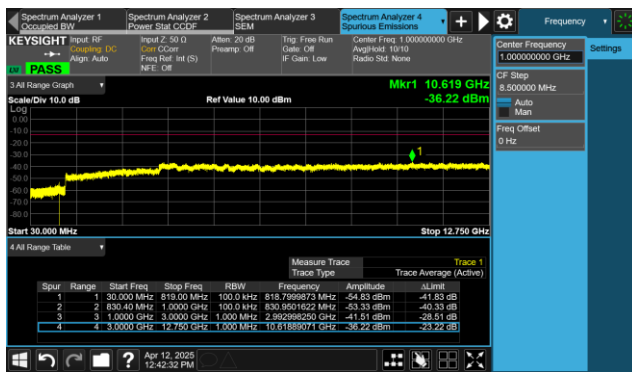 Spectrum Analyzer 1
Occupied BW
Spectrum Analyzer 2
Power Stat CCDF
Spectrum Analyzer 3
SEM
Spectrum Analyzer 4
Spurious Emissions
Frequency
KEYSIGHT
Input: RF
Coupling: DC
Align: Auto
Input Z: 50 Ω
Corr CCorr
Freq Ref: Int (S)
NFE: Off
Atten: 20 dB
Preamp: Off
Trig: Free Run
Gate: Off
IF Gain: Low
Center Freq: 1.000000000 GHz
Avg|Hold: 10/10
Radio Std: None
PASS
3 All Range Graph
Mkr1 10.619 GHz
Scale/Div 10.0 dB
Ref Value 10.00 dBm
-36.22 dBm
Log
0.00
-10.0
-20.0
-30.0
-40.0
-50.0
-60.0
-70.0
-80.0
1
Start 30.000 MHz
Stop 12.750 GHz
4 All Range Table
Measure Trace Trace 1
Trace Type Trace Average (Active)
Spur Range Start Freq Stop Freq RBW Frequency Amplitude ΔLimit
1 1 30.000 MHz 819.00 MHz 100.0 kHz 818.7999873 MHz -54.83 dBm -41.83 dB
2 2 830.40 MHz 1.0000 GHz 100.0 kHz 830.9501622 MHz -53.33 dBm -40.33 dB
3 3 1.0000 GHz 3.0000 GHz 1.000 MHz 2.992998250 GHz -41.51 dBm -28.51 dB
4 4 3.0000 GHz 12.750 GHz 1.000 MHz 10.61889071 GHz -36.22 dBm -23.22 dB
Center Frequency
1.000000000 GHz
Settings
CF Step
8.500000 MHz
Auto
Man
Freq Offset
0 Hz
?
Apr 12, 2025
12:42:32 PM